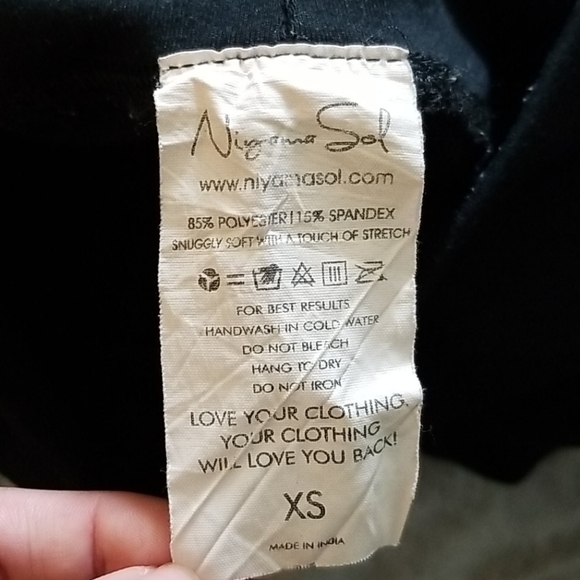 Niyama Sol
www.niyamasol.com
85% POLYESTER | 15% SPANDEX
SNUGGLY SOFT WITH A TOUCH OF STRETCH
=
FOR BEST RESULTS
HANDWASH IN COLD WATER
DO NOT BLEACH
HANG TO DRY
DO NOT IRON
LOVE YOUR CLOTHING.
YOUR CLOTHING
WILL LOVE YOU BACK!
XS
MADE IN INDIA